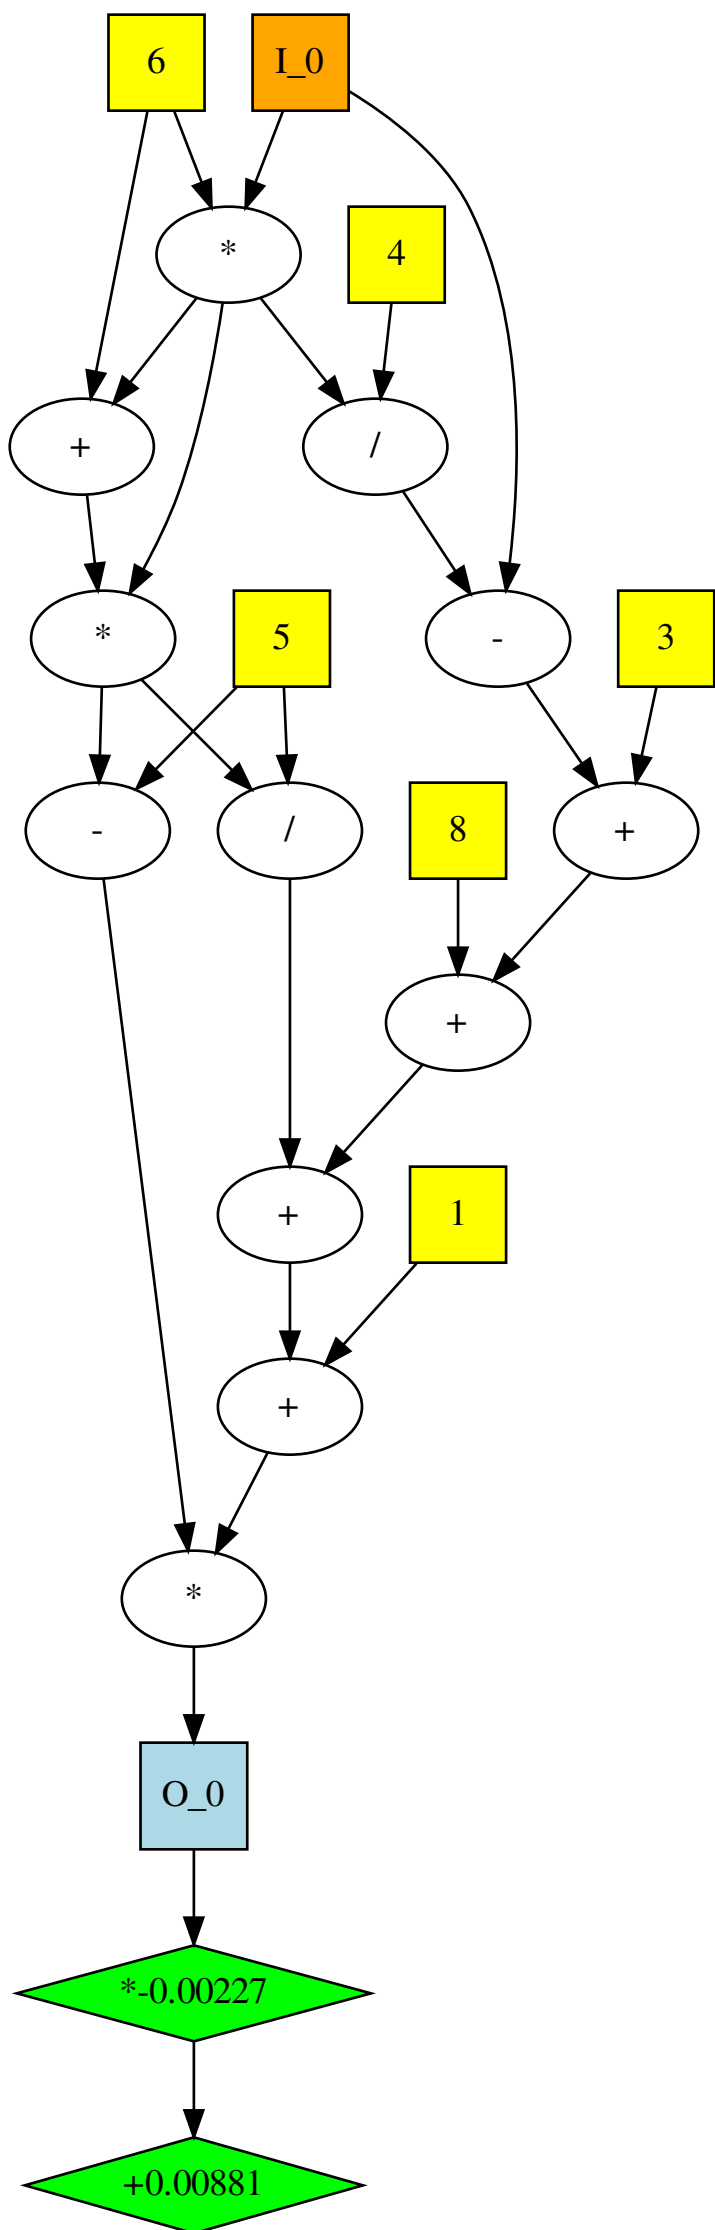 6 I_0
*
4
+ /
* 5 - 3
- / 8 +
+
+ 1
+
*
O_0
*-0.00227
+0.00881